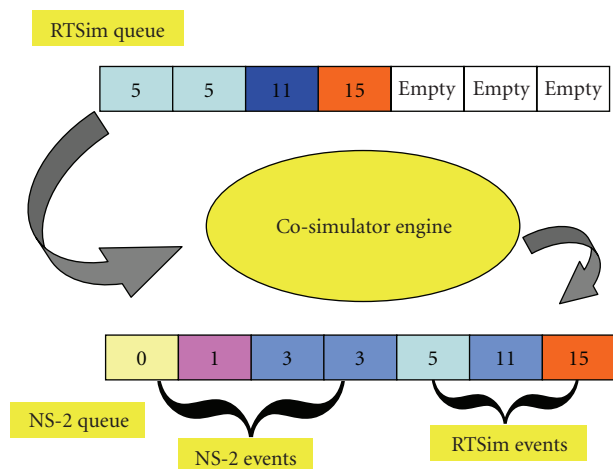 RTSim queue
5 5 11 15 Empty Empty Empty
Co-simulator engine
0 1 3 3 5 11 15
NS-2 queue
NS-2 events
RTSim events